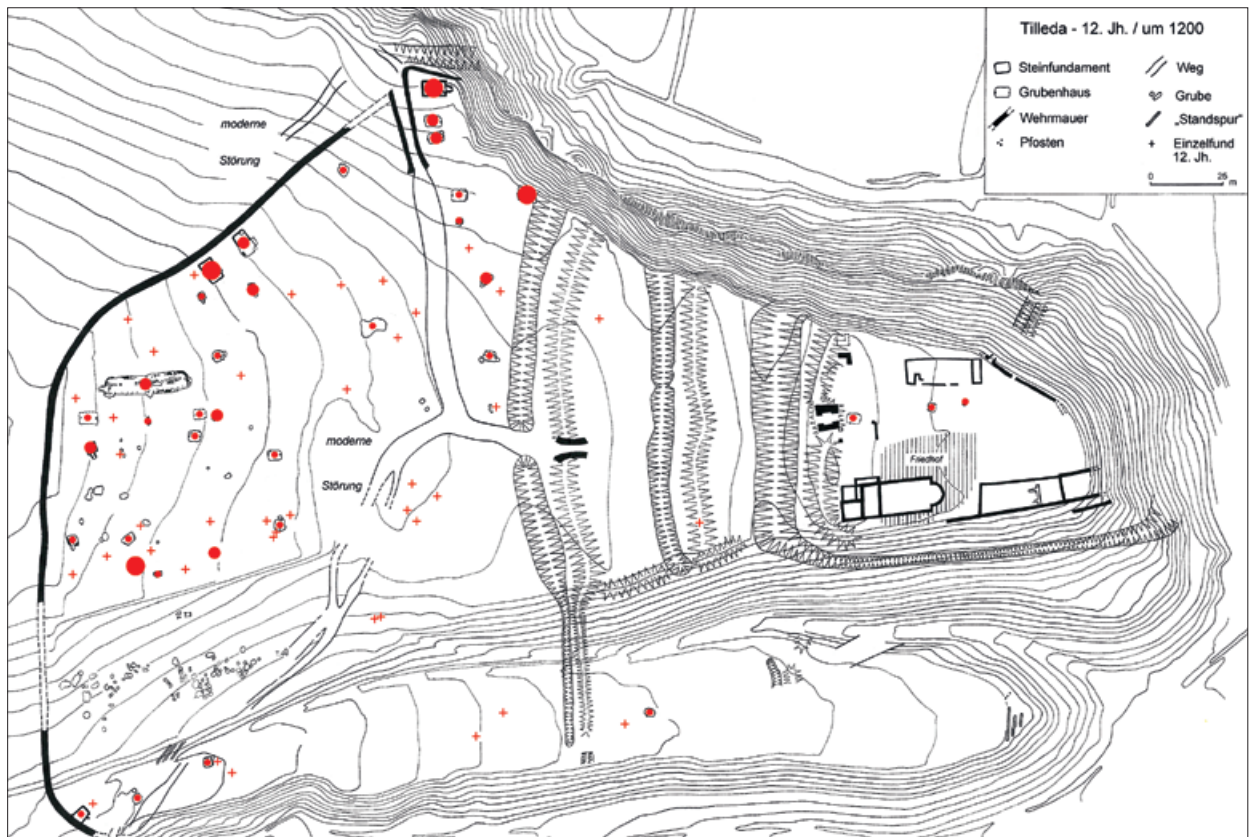 Tilleda - 12. Jh. / um 1200
Steinfundament
Weg
Grubenhaus
Grube
Wehrmauer
„Standspur"
Pfosten
Einzelfund
12. Jh.
0 25
m
moderne
Störung
moderne
Störung
Friedhof